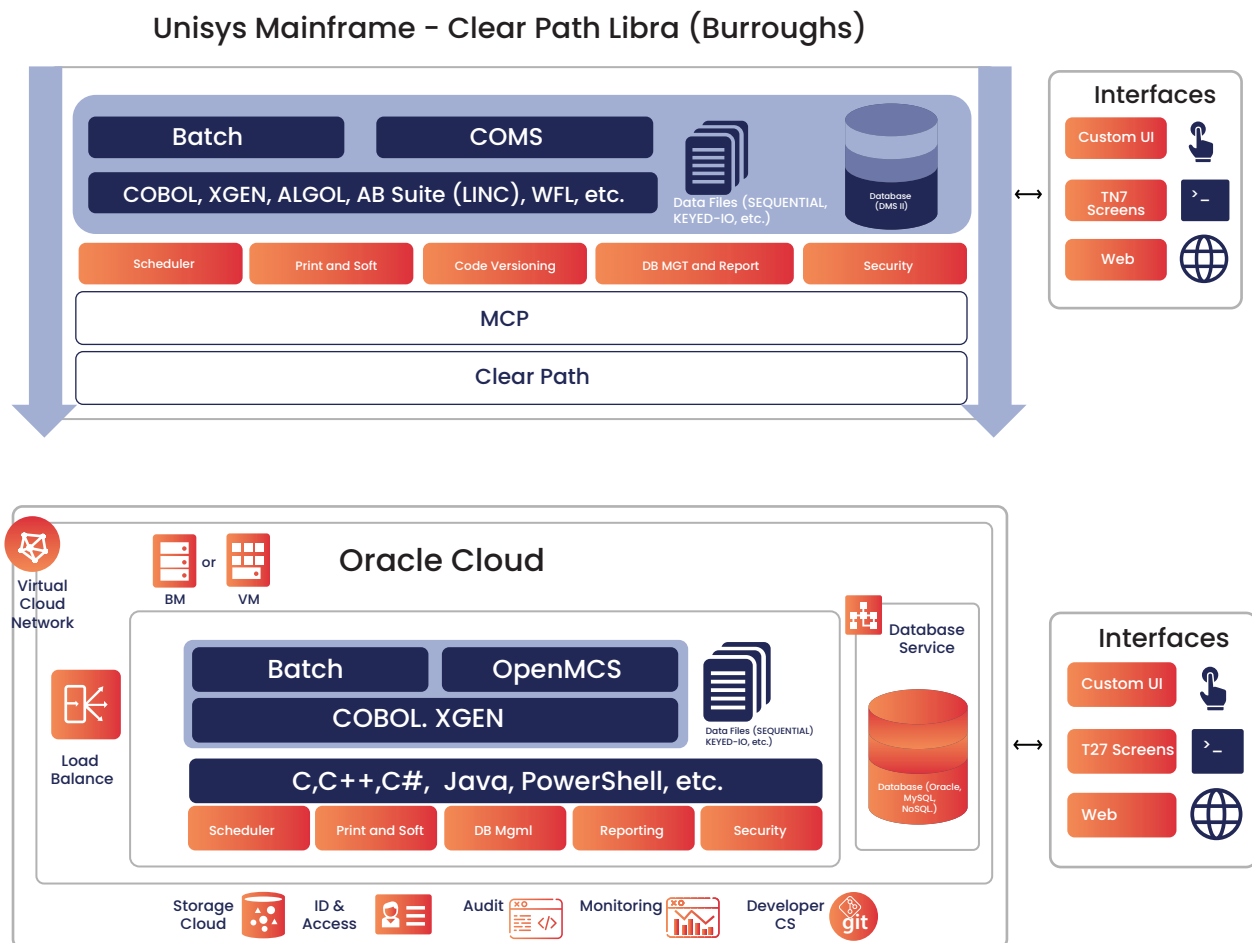 Unisys Mainframe - Clear Path Libra (Burroughs)
Batch
COMS
COBOL, XGEN, ALGOL, AB Suite (LINC), WFL, etc.
Data Files (SEQUENTIAL,
KEYED-IO, etc.)
Database
(DMS II)
Scheduler
Print and Soft
Code Versioning
DB MGT and Report
Security
MCP
Clear Path
Interfaces
Custom UI
TN7
Screens
>_
Web
Virtual
Cloud
Network
BM
or
VM
Oracle Cloud
Load
Balance
Batch
OpenMCS
COBOL. XGEN
Data Files (SEQUENTIAL)
KEYED-IO, etc.)
C,C++,C#, Java, PowerShell, etc.
Scheduler
Print and Soft
DB Mgml
Reporting
Security
Database
Service
Database (Oracle,
MySQL,
NoSQL.)
Interfaces
Custom UI
T27 Screens
>_
Web
Storage
Cloud
ID &
Access
Audit
XO
</>
Monitoring
XO
Developer
CS
git